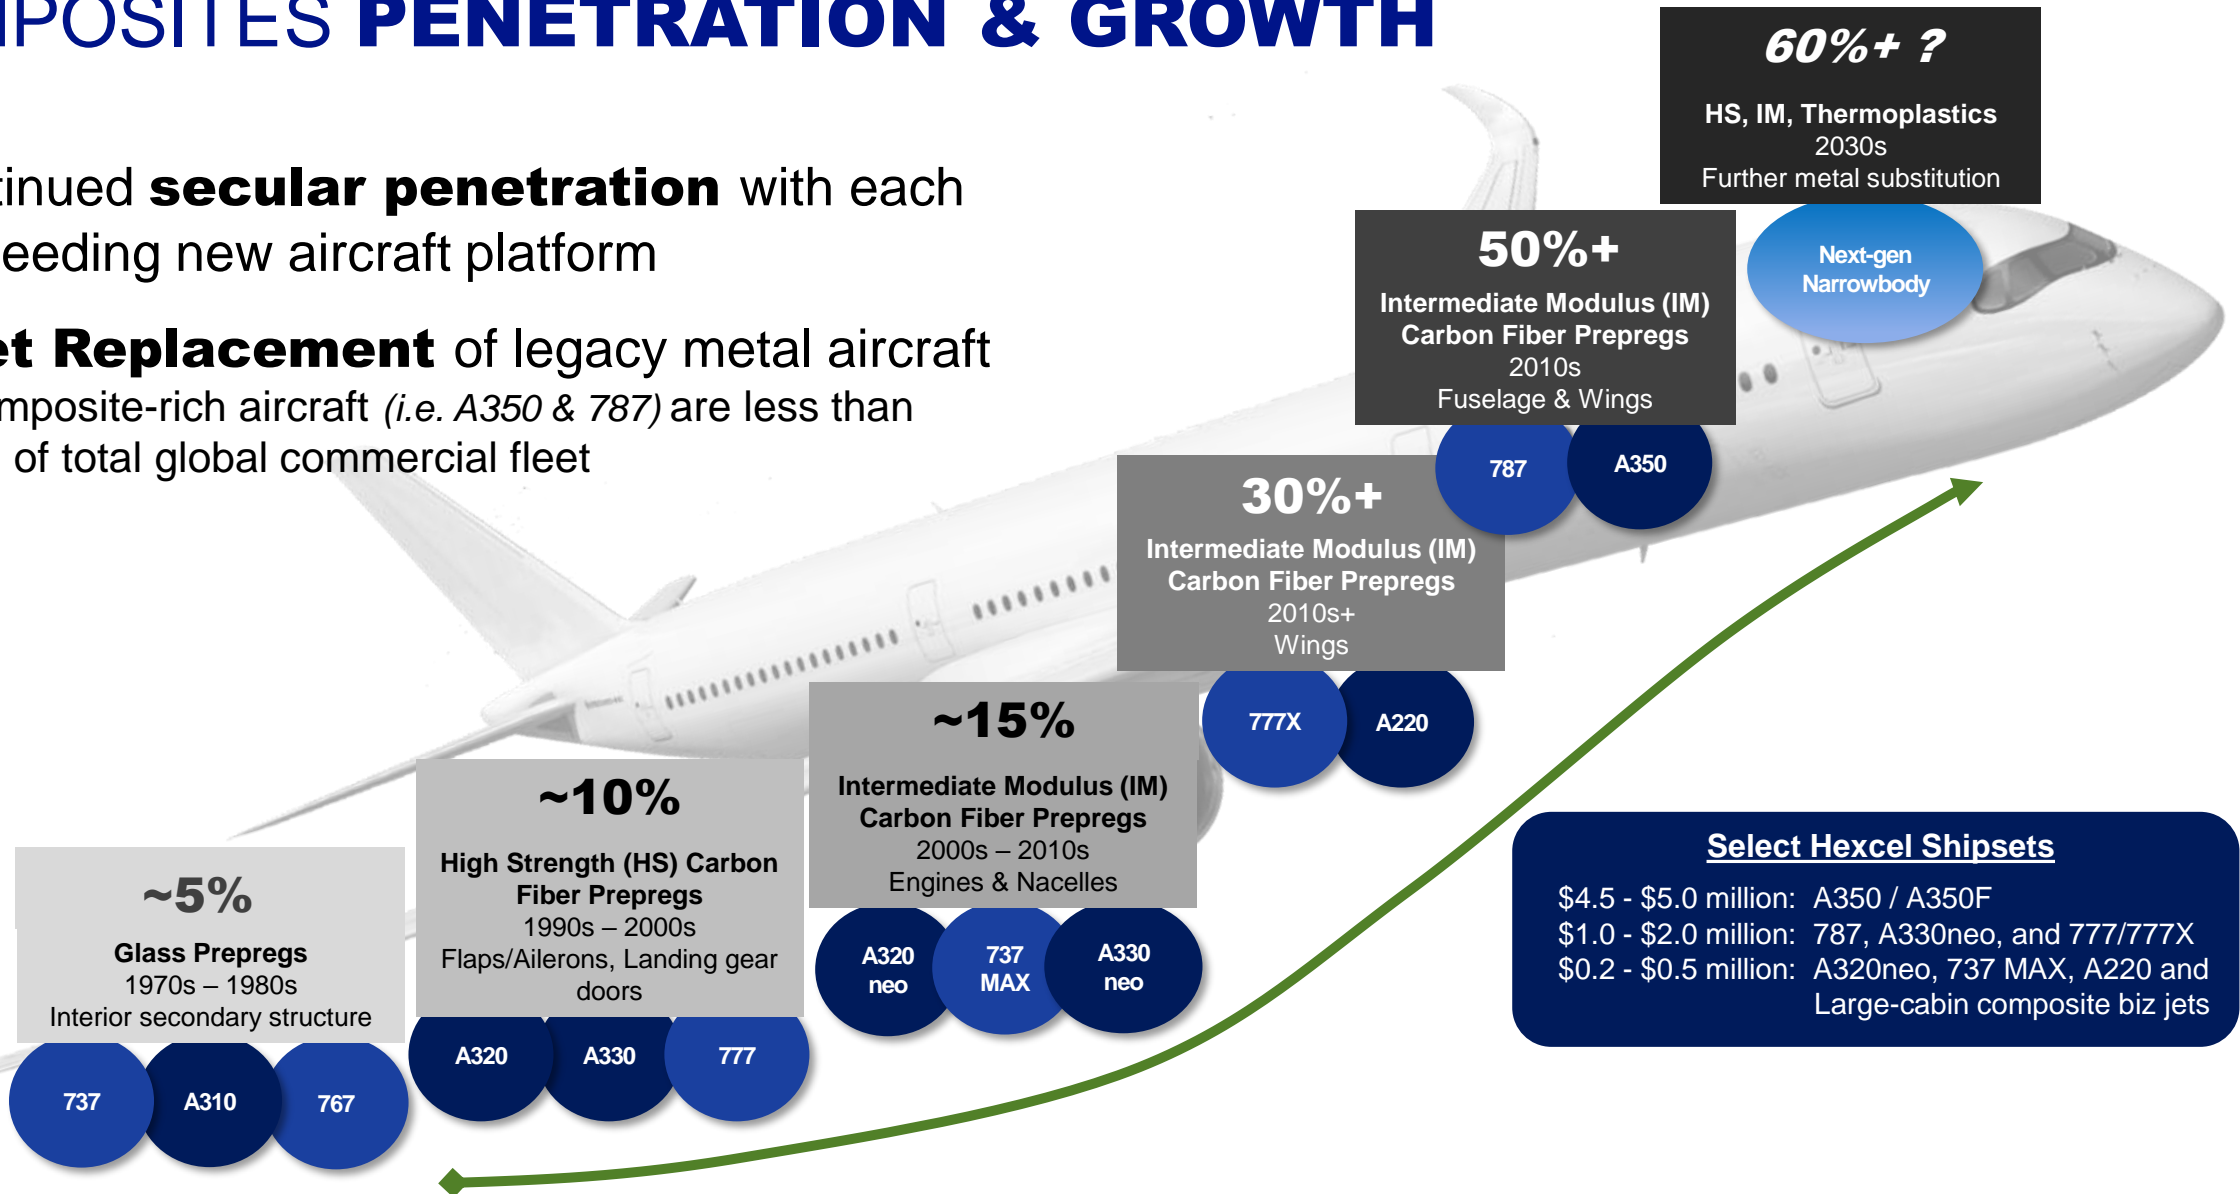 MPOSITES PENETRATION & GROWTH
tinued secular penetration with each
eeding new aircraft platform
et Replacement of legacy metal aircraft
mposite-rich aircraft (i.e. A350 & 787) are less than
of total global commercial fleet
60%+ ?
HS, IM, Thermoplastics
2030s
Further metal substitution
Next-gen
Narrowbody
50%+
Intermediate Modulus (IM)
Carbon Fiber Prepregs
2010s
Fuselage & Wings
787 A350
30%+
Intermediate Modulus (IM)
Carbon Fiber Prepregs
2010s+
Wings
777X A220
~15%
Intermediate Modulus (IM)
Carbon Fiber Prepregs
2000s – 2010s
Engines & Nacelles
A320
neo
737
MAX
A330
neo
~10%
High Strength (HS) Carbon
Fiber Prepregs
1990s – 2000s
Flaps/Ailerons, Landing gear
doors
A320 A330 777
~5%
Glass Prepregs
1970s – 1980s
Interior secondary structure
737 A310 767
Select Hexcel Shipsets
$4.5 - $5.0 million: A350 / A350F
$1.0 - $2.0 million: 787, A330neo, and 777/777X
$0.2 - $0.5 million: A320neo, 737 MAX, A220 and
Large-cabin composite biz jets